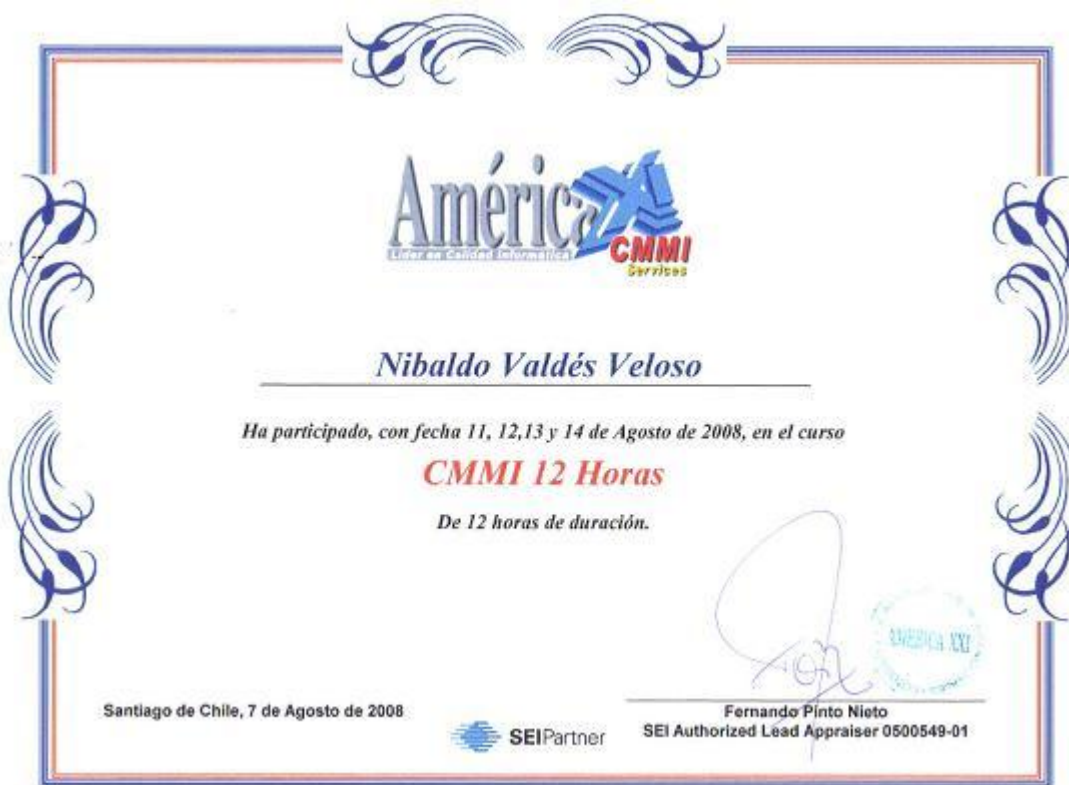 América
Líder en Calidad Informática
CMMI
Services
Nibaldo Valdés Veloso
Ha participado, con fecha 11, 12,13 y 14 de Agosto de 2008, en el curso
CMMI 12 Horas
De 12 horas de duración.
AMERICA XXI
Santiago de Chile, 7 de Agosto de 2008
SEIPartner
Fernando Pinto Nieto
SEI Authorized Lead Appraiser 0500549-01